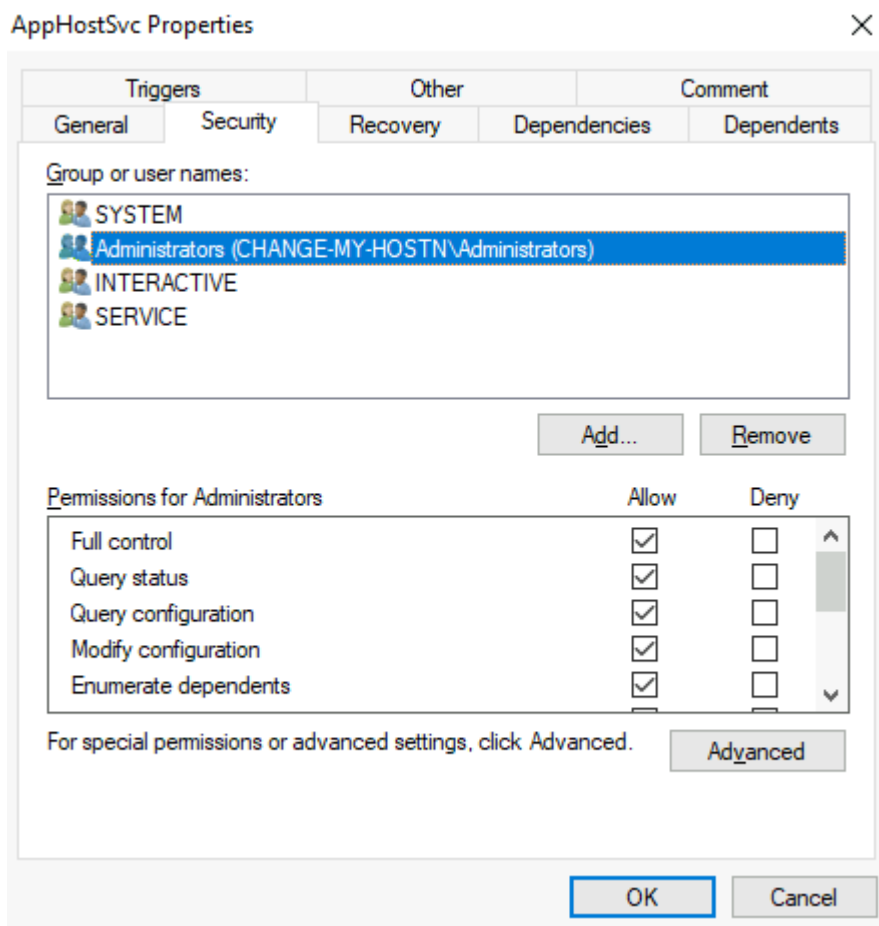 AppHostSvc Properties
Triggers Other Comment
General Security Recovery Dependencies Dependents
Group or user names:
SYSTEM
Administrators (CHANGE-MY-HOSTN\Administrators)
INTERACTIVE
SERVICE
Add... Remove
Permissions for Administrators Allow Deny
Full control
Query status
Query configuration
Modify configuration
Enumerate dependents
For special permissions or advanced settings, click Advanced. Advanced
OK Cancel